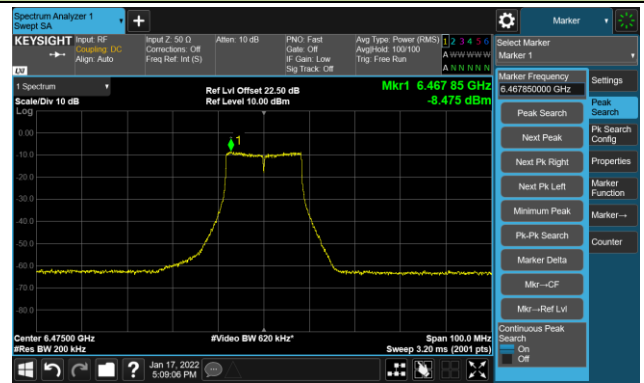 Spectrum Analyzer 1
Swept SA
+
Marker
KEYSIGHT
Input: RF
Coupling: DC
Align: Auto
Input Z: 50 Ω
Corrections: Off
Freq Ref: Int (S)
Atten: 10 dB
PNO: Fast
Gate: Off
IF Gain: Low
Sig Track: Off
Avg Type: Power (RMS)
Avg|Hold: 100/100
Trig: Free Run
1 2 3 4 5 6
A W W W W W
A N N N N N
LXI
Select Marker
Marker 1
1 Spectrum
Scale/Div 10 dB
Log
Ref Lvl Offset 22.50 dB
Ref Level 10.00 dBm
Mkr1 6.467 85 GHz
-8.475 dBm
1
0.00
-10.0
-20.0
-30.0
-40.0
-50.0
-60.0
-70.0
-80.0
Center 6.47500 GHz
#Res BW 200 kHz
#Video BW 620 kHz*
Span 100.0 MHz
Sweep 3.20 ms (2001 pts)
Marker Frequency
6.467850000 GHz
Peak Search
Next Peak
Next Pk Right
Next Pk Left
Minimum Peak
Pk-Pk Search
Marker Delta
Mkr→CF
Mkr→Ref Lvl
Continuous Peak
Search
On
Off
Settings
Peak
Search
Pk Search
Config
Properties
Marker
Function
Marker→
Counter
?
Jan 17, 2022
5:09:06 PM